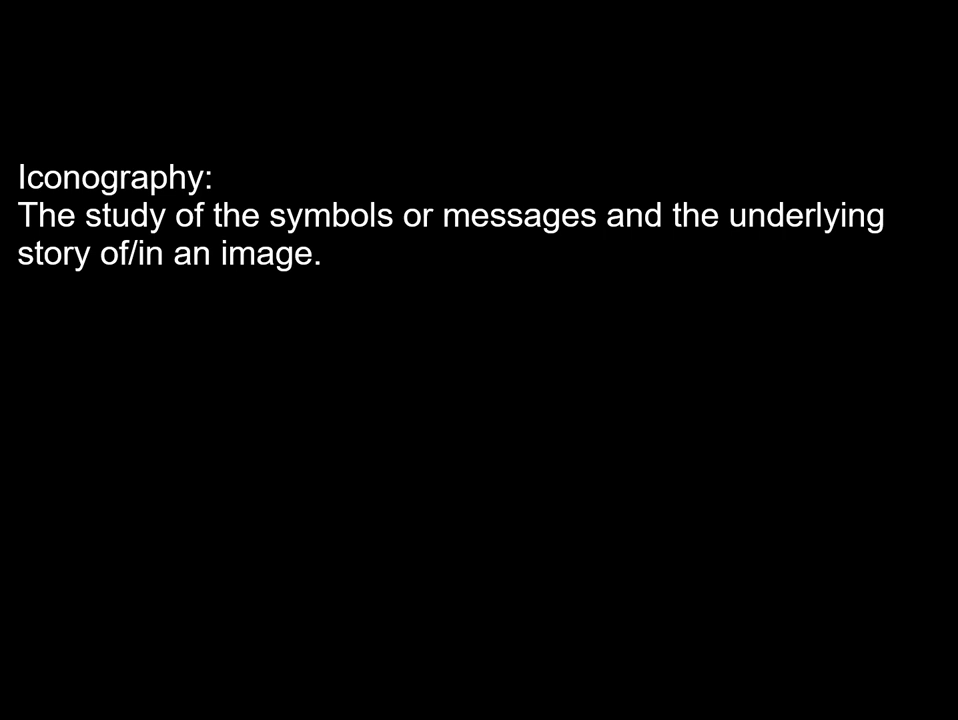 Iconography:
The study of the symbols or messages and the underlying
story of/in an image.